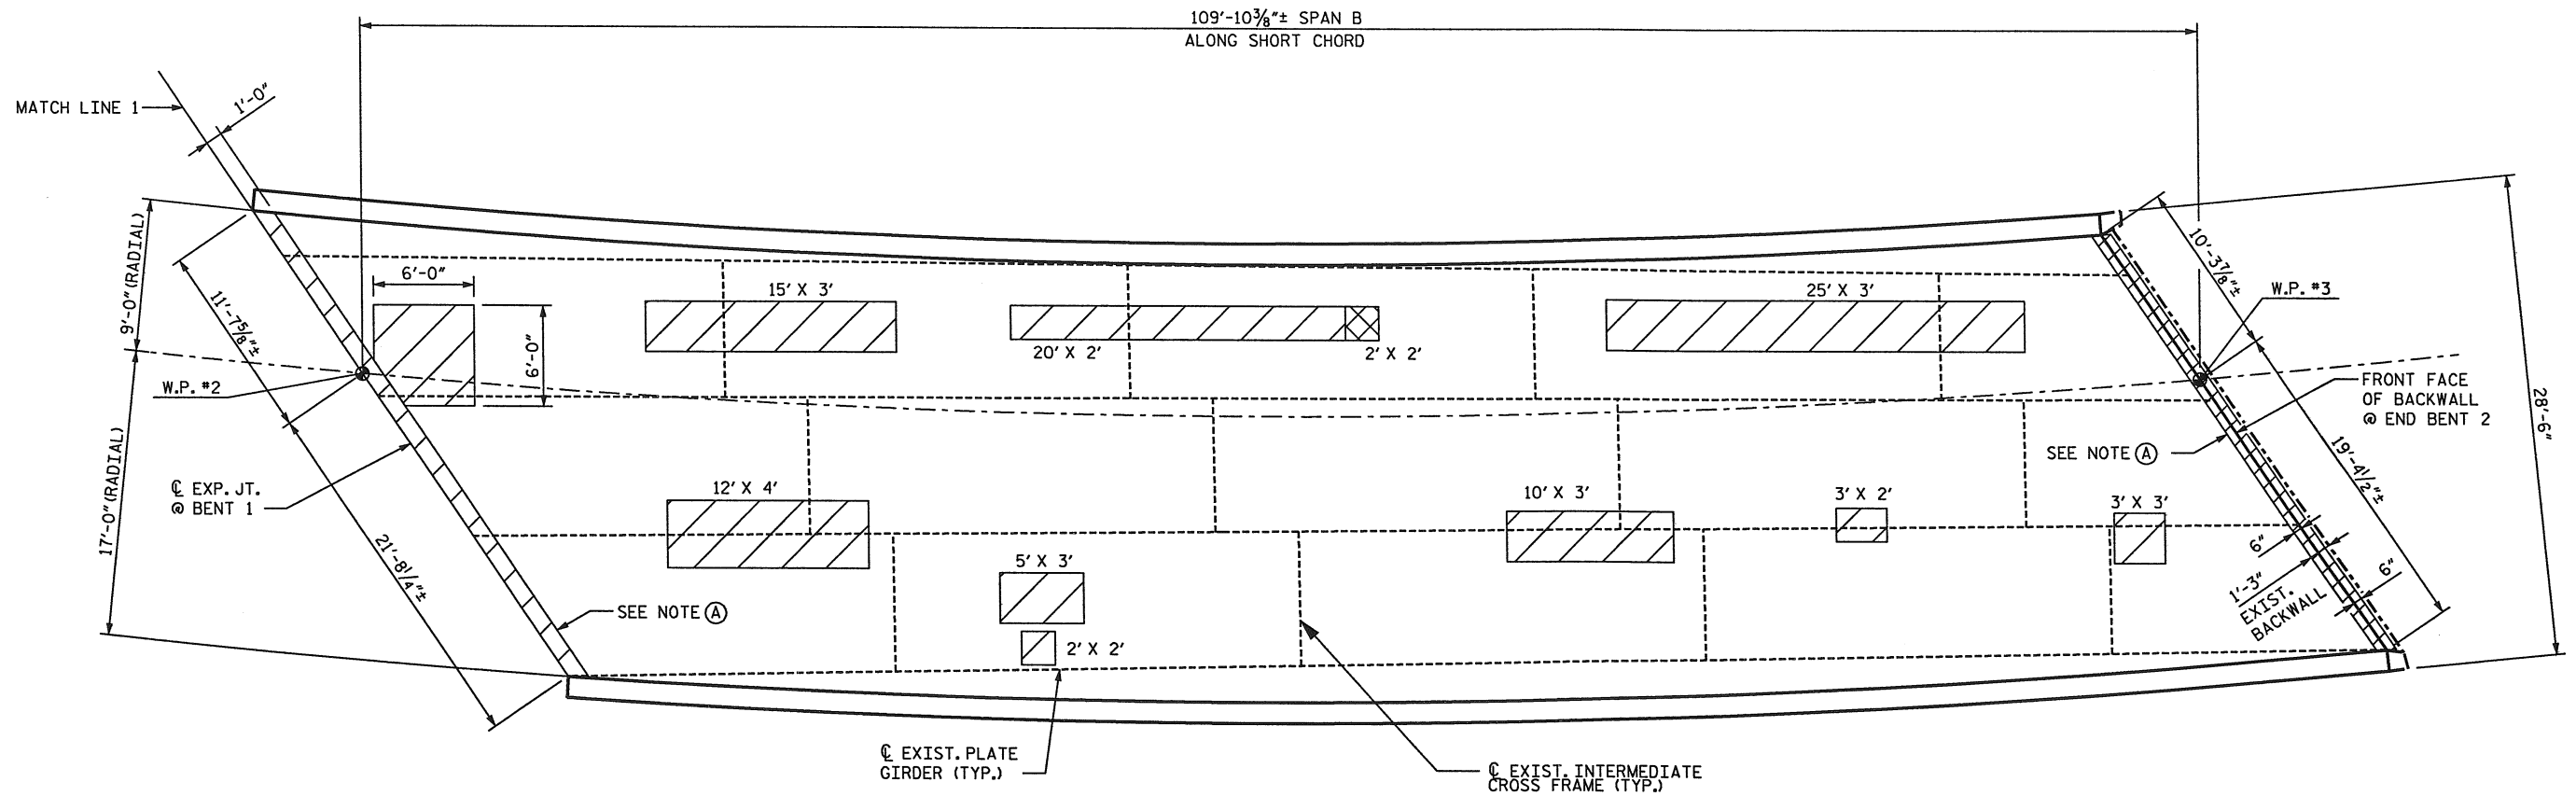 109'-10⅜"± SPAN B
ALONG SHORT CHORD
MATCH LINE 1
1'-0"
9'-0" (RADIAL)
17'-0" (RADIAL)
11'-7⅝"±
21'-8¼"±
W.P. #2
6'-0"
6'-0"
15' X 3'
20' X 2'
2' X 2'
25' X 3'
10'-3⅞"±
W.P. #3
28'-6"
FRONT FACE
OF BACKWALL
@ END BENT 2
SEE NOTE Ⓐ
19'-4½"±
℄ EXP. JT.
@ BENT 1
12' X 4'
10' X 3'
3' X 2'
3' X 3'
5' X 3'
2' X 2'
SEE NOTE Ⓐ
6"
1'-3"
EXIST.
BACKWALL
6"
℄ EXIST. PLATE
GIRDER (TYP.)
℄ EXIST. INTERMEDIATE
CROSS FRAME (TYP.)